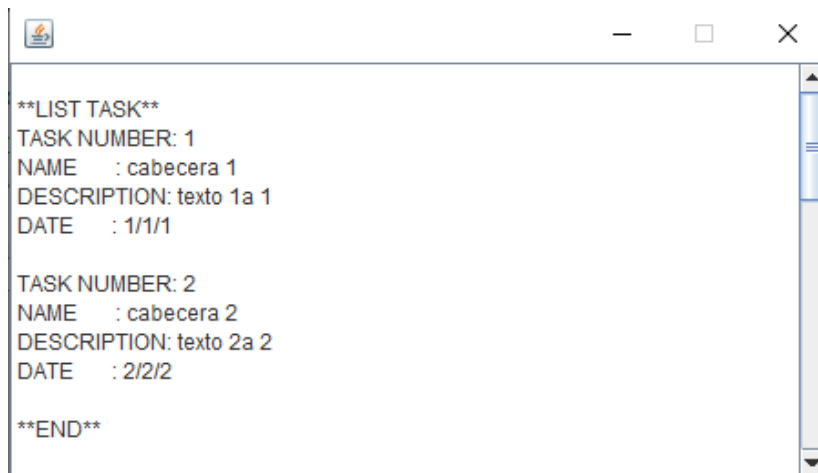 **LIST TASK**
TASK NUMBER: 1
NAME      : cabecera 1
DESCRIPTION: texto 1a 1
DATE      : 1/1/1
TASK NUMBER: 2
NAME      : cabecera 2
DESCRIPTION: texto 2a 2
DATE      : 2/2/2
**END**